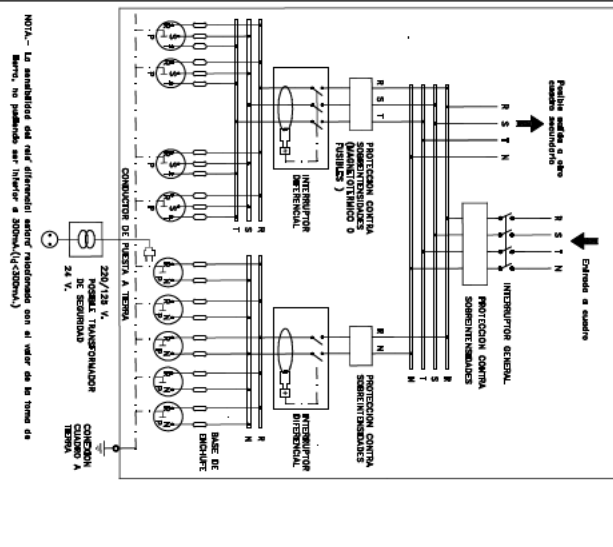 Posible salida a otro
cuadro secundario
R
S
T
N
Entrada a cuadro
R
S
T
N
INTERRUPTOR GENERAL
PROTECCION CONTRA
SOBREINTENSIDADES
R
S
T
N
R S T
PROTECCION CONTRA
SOBREINTENSIDADES
(MAGNETOTERMICO O
FUSIBLES )
R N
PROTECCION CONTRA
SOBREINTENSIDADES
INTERRUPTOR
DIFERENCIAL
INTERRUPTOR
DIFERENCIAL
R
S
T
R
N
BASE DE
ENCHUFE
P
P
P
P
P N
P N
P N
P N
P N
CONDUCTOR DE PUESTA A TIERRA
220/125 V.
POSIBLE TRANSFORMADOR
DE SEGURIDAD
24 V.
CONEXION
CUADRO A
TIERRA
NOTA.- La sensibilidad del relé diferencial estará relacionada con el valor de la toma de
tierra, no pudiendo ser inferior a 300mA.(Id<300mA.)